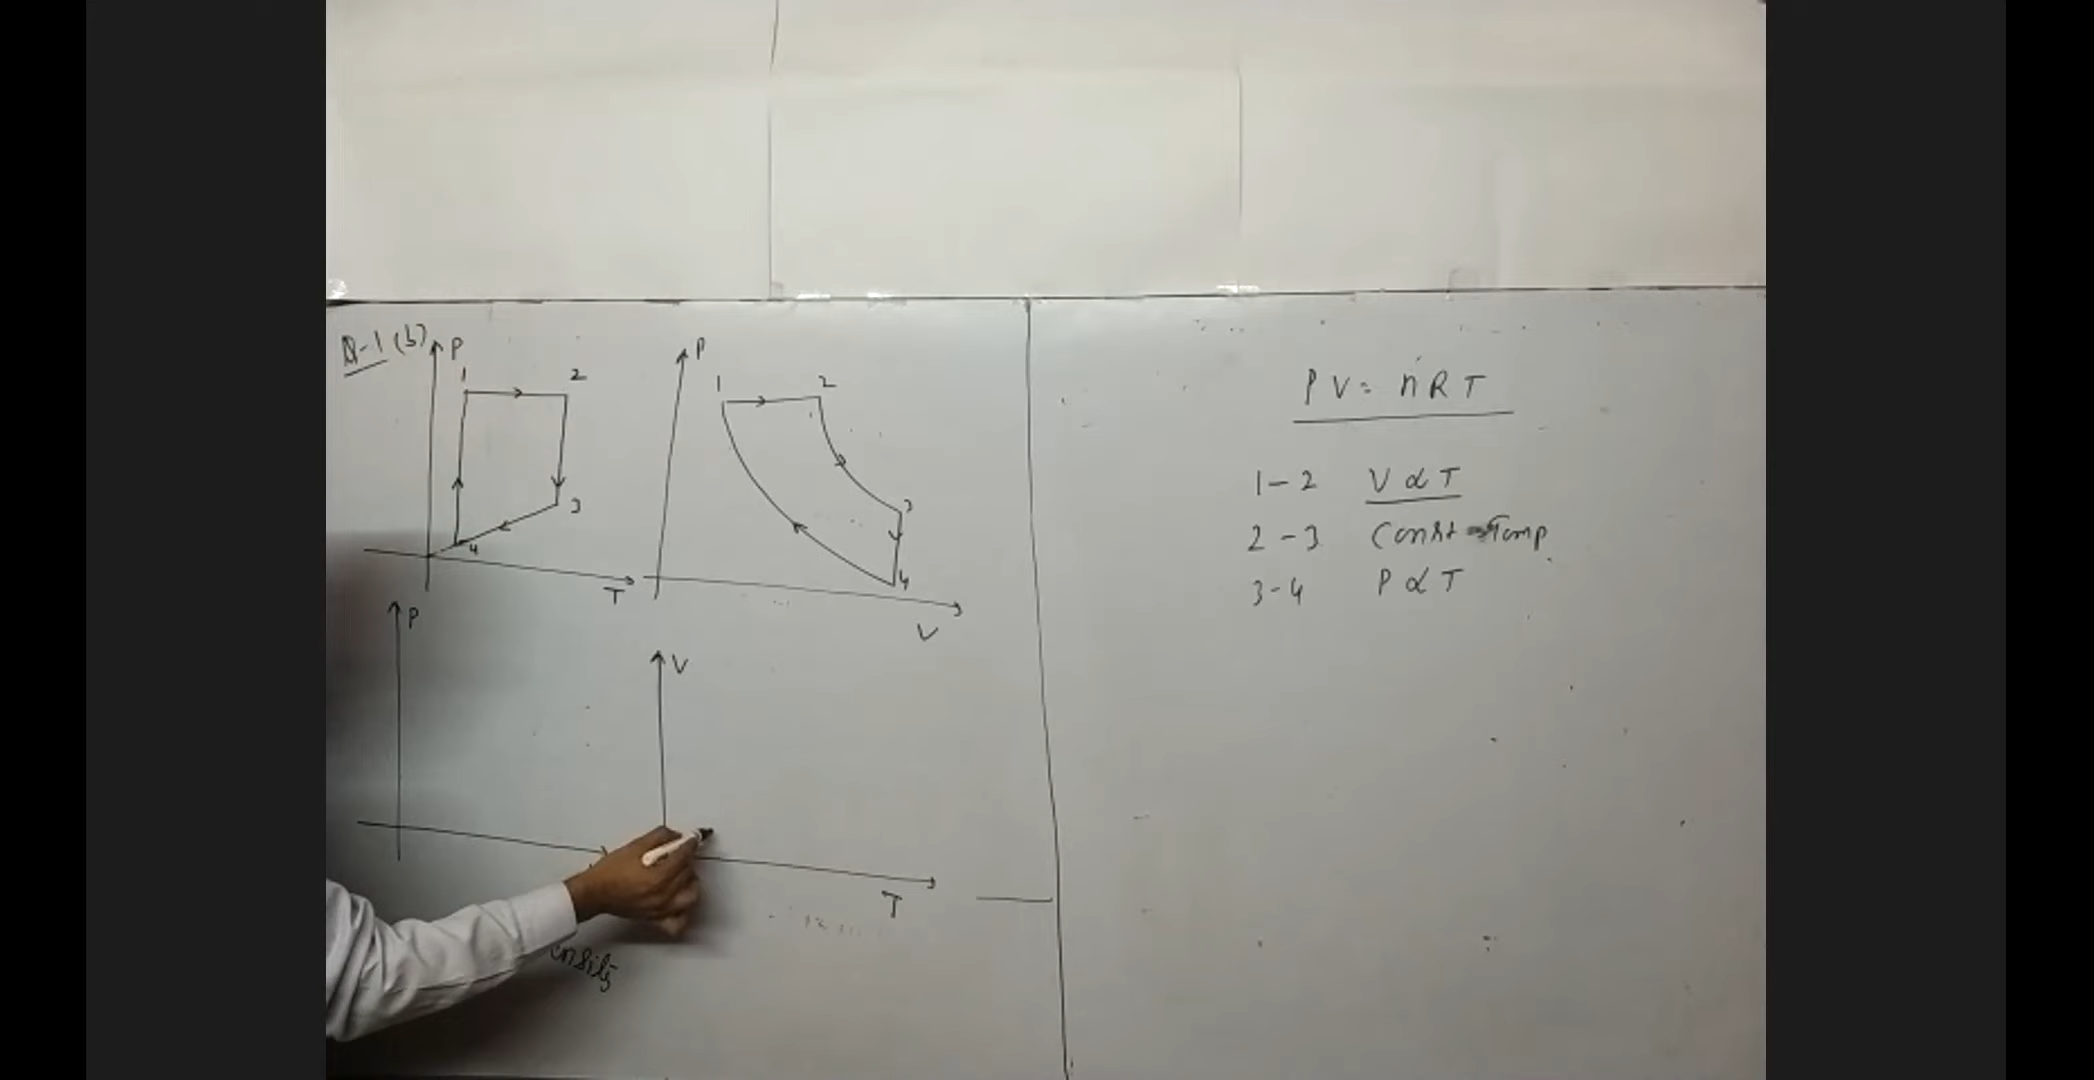 Q-1 (b)
P
1
2
3
4
T
P
1
2
3
4
V
P
V
T
PV = nRT
1-2 V α T
2-3 Const Temp.
3-4 P α T